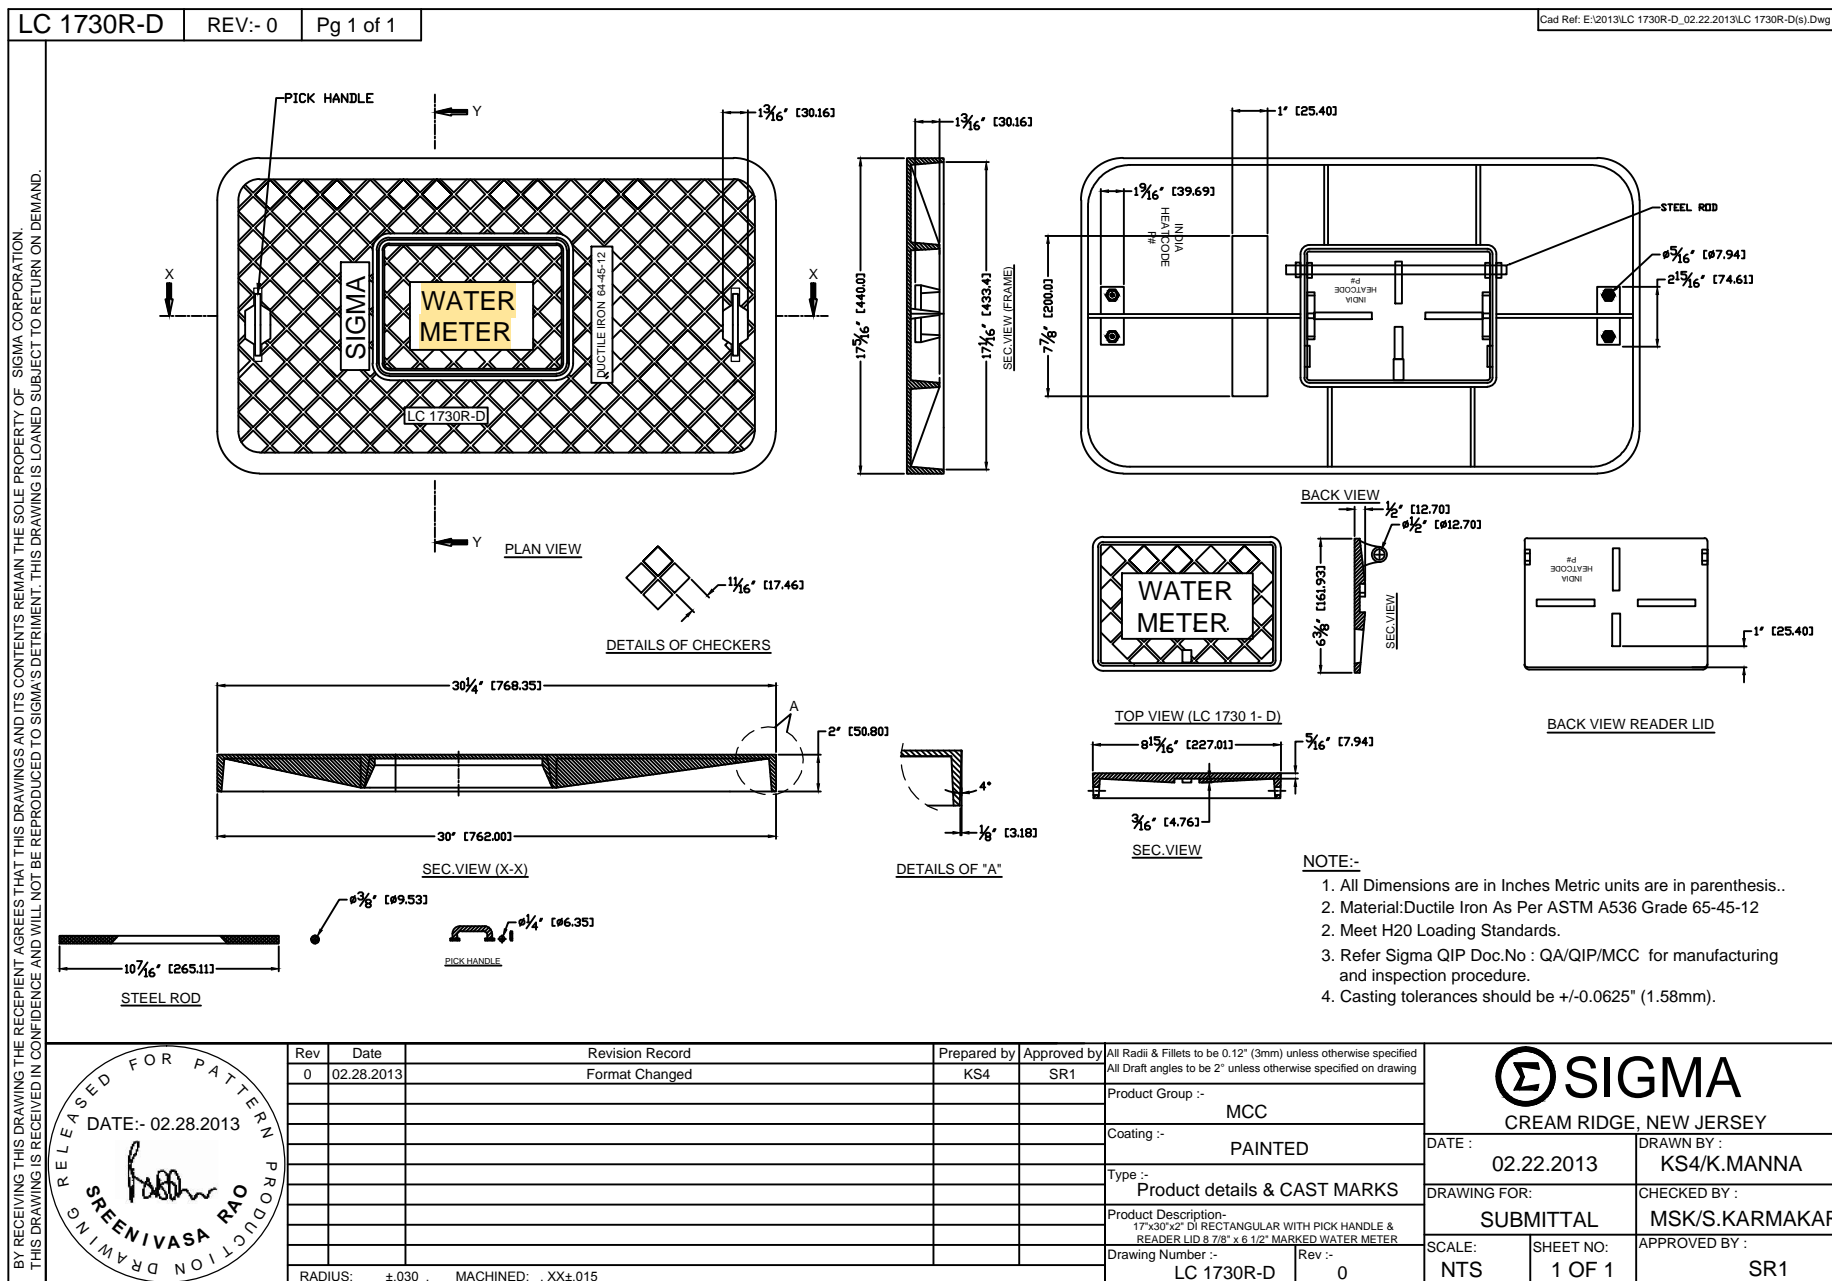 LC 1730R-D
REV:- 0
Pg 1 of 1
Cad Ref: E:\2013\LC 1730R-D_02.22.2013\LC 1730R-D(s).Dwg
BY RECEIVING THIS DRAWING THE RECEPIENT AGREES THAT THIS DRAWINGS AND ITS CONTENTS REMAIN THE SOLE PROPERTY OF SIGMA CORPORATION.
THIS DRAWING IS RECEIVED IN CONFIDENCE AND WILL NOT BE REPRODUCED TO SIGMA'S DETRIMENT. THIS DRAWING IS LOANED SUBJECT TO RETURN ON DEMAND.
PICK HANDLE
Y
1 3/16" [30.16]
X
X
SIGMA
WATER
METER
DUCTILE IRON 64-45-12
LC 1730R-D
Y
PLAN VIEW
1 3/16" [30.16]
17 5/16" [440.0]
17 1/16" [433.4]
SEC.VIEW (FRAME)
1" [25.40]
1 9/16" [39.69]
INDIA
HEATCODE
P#
7 7/8" [200.0]
STEEL ROD
ø5/16" [ø7.94]
2 15/16" [74.61]
INDIA
HEATCODE
P#
BACK VIEW
11/16" [17.46]
DETAILS OF CHECKERS
WATER
METER
TOP VIEW (LC 1730 1- D)
1/2" [12.70]
ø1/2" [ø12.70]
6 3/8" [161.93]
SEC.VIEW
INDIA
HEATCODE
P#
1" [25.40]
BACK VIEW READER LID
30 1/4" [768.35]
A
2" [50.80]
30" [762.00]
SEC.VIEW (X-X)
4°
1/8" [3.18]
DETAILS OF "A"
8 15/16" [227.01]
5/16" [7.94]
3/16" [4.76]
SEC.VIEW
ø3/8" [ø9.53]
10 7/16" [265.11]
STEEL ROD
ø1/4" [ø6.35]
PICK HANDLE
NOTE:-
1. All Dimensions are in Inches Metric units are in parenthesis..
2. Material:Ductile Iron As Per ASTM A536 Grade 65-45-12
2. Meet H20 Loading Standards.
3. Refer Sigma QIP Doc.No : QA/QIP/MCC for manufacturing
and inspection procedure.
4. Casting tolerances should be +/-0.0625" (1.58mm).
RELEASED FOR PATTERN PRODUCTION DRAWING
DATE:- 02.28.2013
SREENIVASA RAO
Rev Date Revision Record Prepared by Approved by
0 02.28.2013 Format Changed KS4 SR1
RADIUS: ±.030 . MACHINED: . XX±.015
All Radii & Fillets to be 0.12" (3mm) unless otherwise specified
All Draft angles to be 2° unless otherwise specified on drawing
Product Group :-
MCC
Coating :-
PAINTED
Type :-
Product details & CAST MARKS
Product Description-
17"x30"x2" DI RECTANGULAR WITH PICK HANDLE &
READER LID 8 7/8" x 6 1/2" MARKED WATER METER
Drawing Number :-
LC 1730R-D
Rev :-
0
Σ SIGMA
CREAM RIDGE, NEW JERSEY
DATE :
02.22.2013
DRAWN BY :
KS4/K.MANNA
DRAWING FOR:
SUBMITTAL
CHECKED BY :
MSK/S.KARMAKAR
SCALE:
NTS
SHEET NO:
1 OF 1
APPROVED BY :
SR1